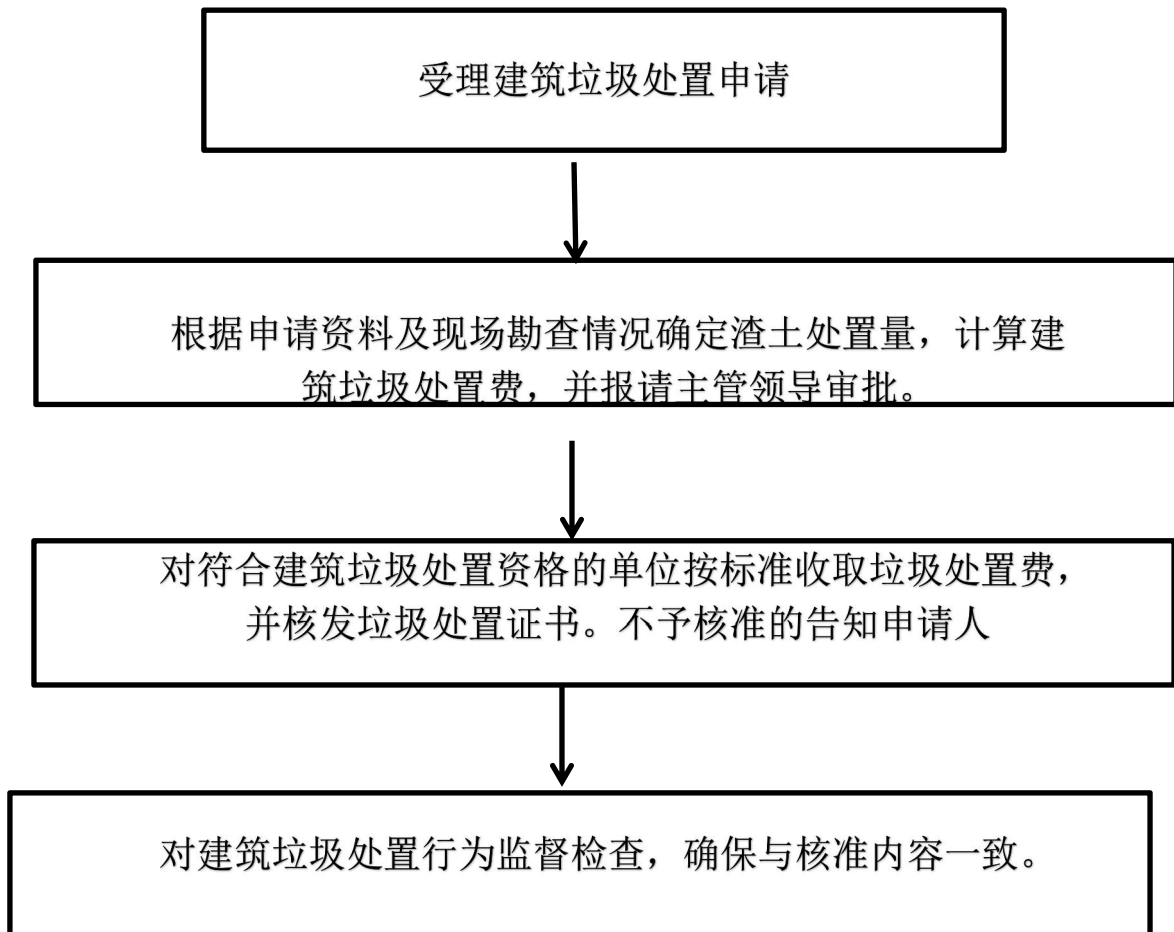 受理建筑垃圾处置申请
根据申请资料及现场勘查情况确定渣土处置量，计算建
筑垃圾处置费，并报请主管领导审批。
对符合建筑垃圾处置资格的单位按标准收取垃圾处置费，
并核发垃圾处置证书。不予核准的告知申请人
对建筑垃圾处置行为监督检查，确保与核准内容一致。